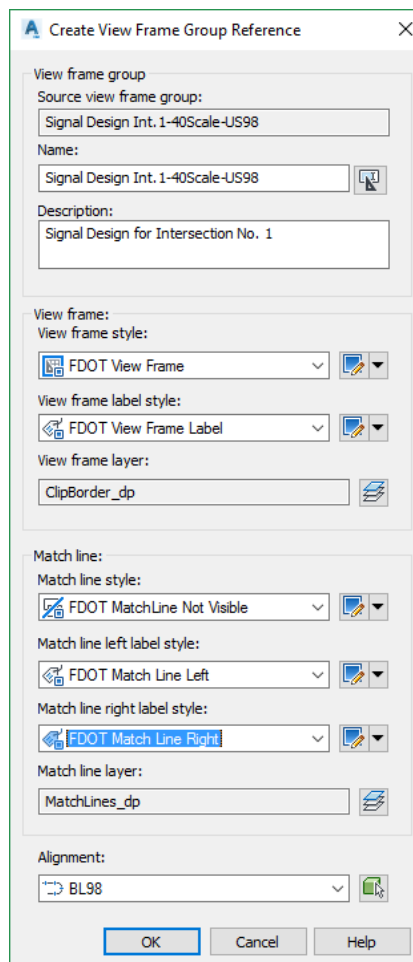 Create View Frame Group Reference
View frame group
Source view frame group:
Signal Design Int. 1-40Scale-US98
Name:
Signal Design Int. 1-40Scale-US98
Description:
Signal Design for Intersection No. 1
View frame:
View frame style:
FDOT View Frame
View frame label style:
FDOT View Frame Label
View frame layer:
ClipBorder_dp
Match line:
Match line style:
FDOT MatchLine Not Visible
Match line left label style:
FDOT Match Line Left
Match line right label style:
FDOT Match Line Right
Match line layer:
MatchLines_dp
Alignment:
BL98
OK Cancel Help